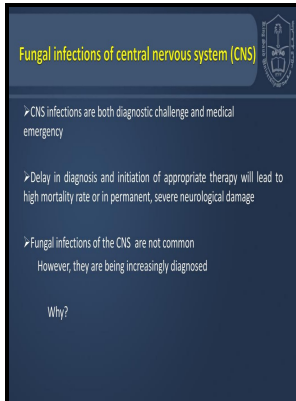 Fungal infections of central nervous system (CNS)
➢CNS infections are both diagnostic challenge and medical
emergency
➢Delay in diagnosis and initiation of appropriate therapy will lead to
high mortality rate or in permanent, severe neurological damage
➢Fungal infections of the CNS are not common
However, they are being increasingly diagnosed
Why?